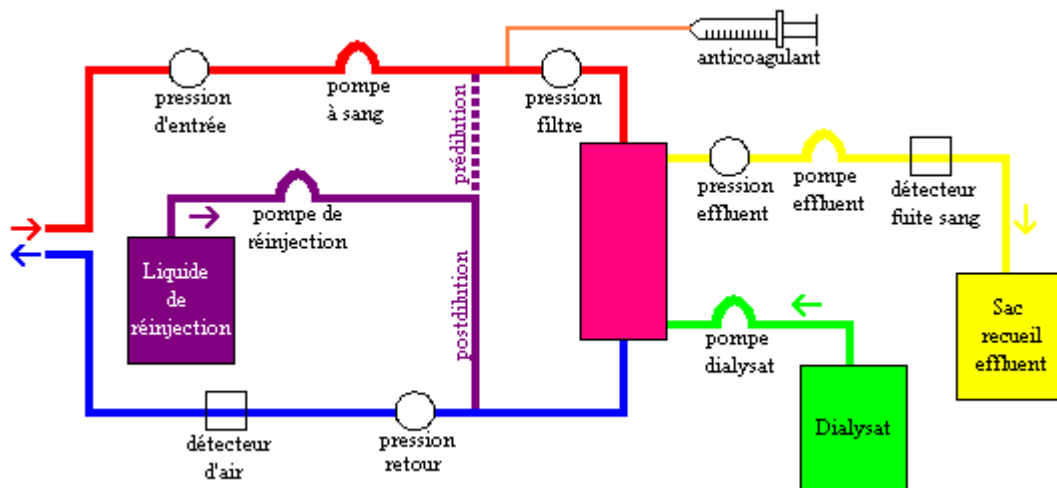 anticoagulant
pression
d'entrée
pompe
à sang
pression
filtre
prédilution
pression
effluent
pompe
effluent
détecteur
fuite sang
pompe de
réinjection
Liquide
de
réinjection
postdilution
pompe
dialysat
Sac
recueil
effluent
Dialysat
détecteur
d'air
pression
retour